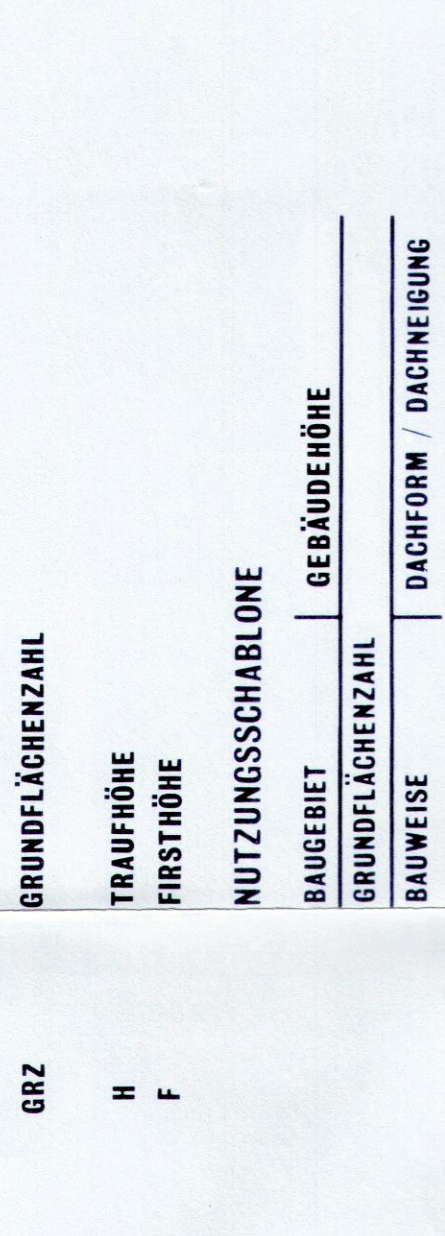 GRZ GRUNDFLÄCHENZAHL
H TRAUFHÖHE
F FIRSTHÖHE
NUTZUNGSSCHABLONE
BAUGEBIET GEBÄUDEHÖHE
GRUNDFLÄCHENZAHL
BAUWEISE DACHFORM / DACHNEIGUNG